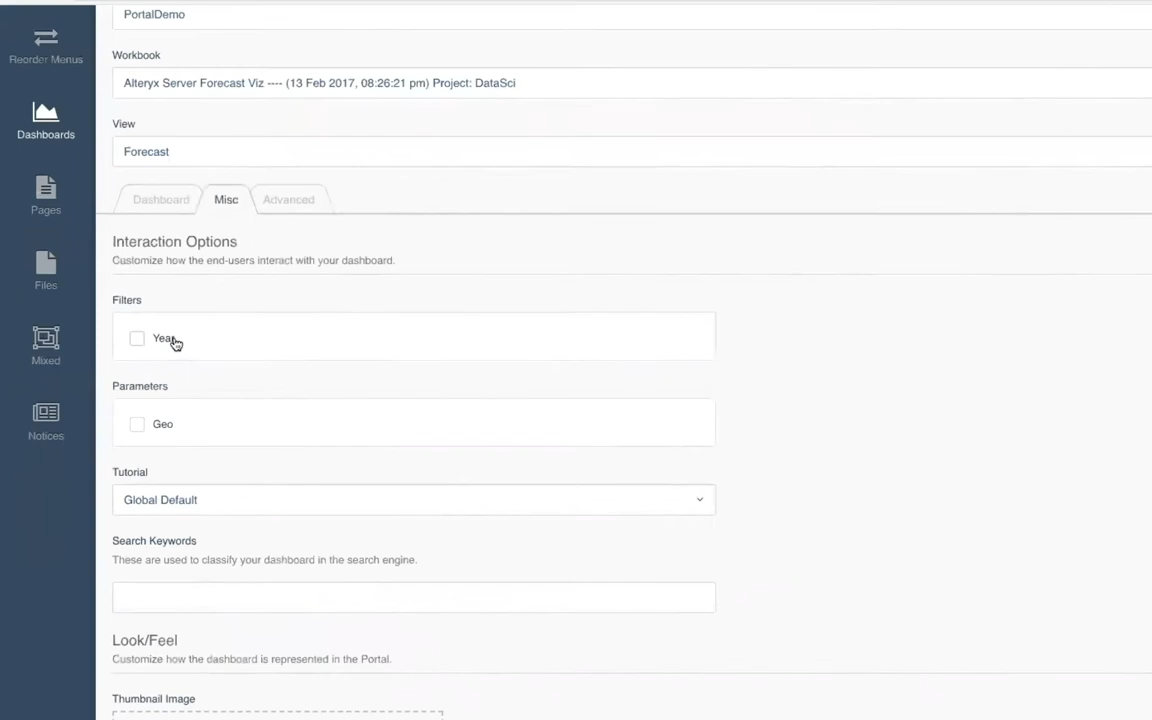 PortalDemo
Reorder Menus
Workbook
Alteryx Server Forecast Viz ---- (13 Feb 2017, 08:26:21 pm) Project: DataSci
Dashboards
View
Forecast
Pages
Dashboard
Misc
Advanced
Interaction Options
Customize how the end-users interact with your dashboard.
Files
Filters
Year
Mixed
Parameters
Geo
Notices
Tutorial
Global Default
Search Keywords
These are used to classify your dashboard in the search engine.
Look/Feel
Customize how the dashboard is represented in the Portal.
Thumbnail Image